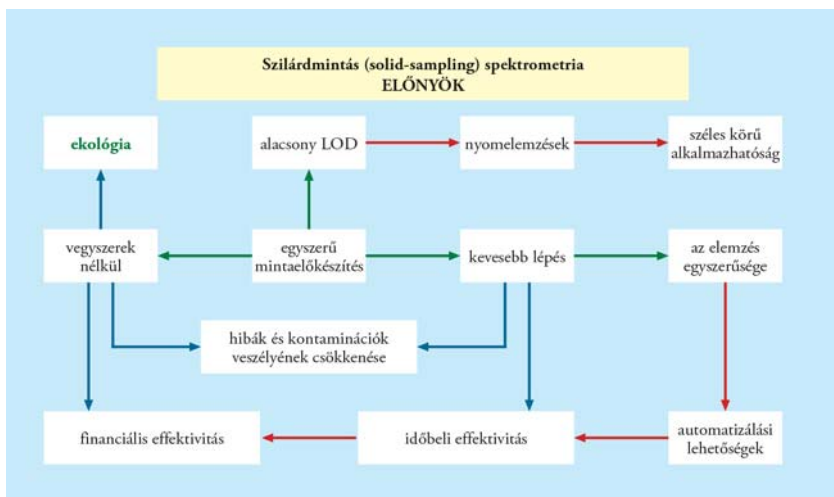 Szilárdmintás (solid-sampling) spektrometria
ELŐNYÖK
ekológia
alacsony LOD
nyomelemzések
széles körű
alkalmazhatóság
vegyszerek
nélkül
egyszerű
mintaelőkészítés
kevesebb lépés
az elemzés
egyszerűsége
hibák és kontaminációk
veszélyének csökkenése
financiális effektivitás
időbeli effektivitás
automatizálási
lehetőségek